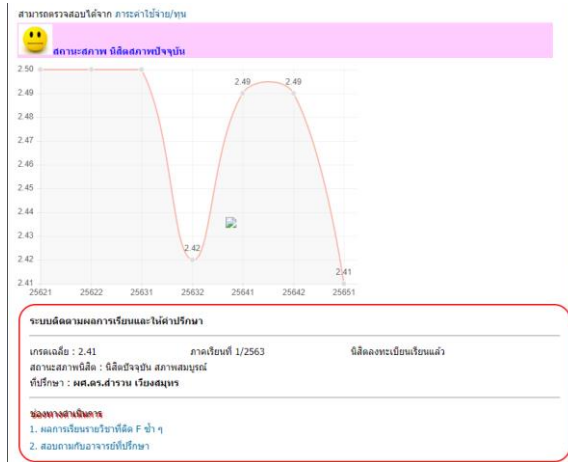 สามารถตรวจสอบได้จาก ภาระค่าใช้จ่าย/ทุน
สถานะสภาพ นิสิตสภาพปัจจุบัน
2.50
2.49
2.48
2.47
2.46
2.45
2.44
2.43
2.42
2.41
2.42
2.49
2.49
2.41
25621 25622 25631 25632 25641 25642 25651
ระบบติดตามผลการเรียนและให้คำปรึกษา
เกรดเฉลี่ย : 2.41 ภาคเรียนที่ 1/2563 นิสิตลงทะเบียนเรียนแล้ว
สถานะสภาพนิสิต : นิสิตปัจจุบัน สภาพสมบูรณ์
ที่ปรึกษา : ผศ.ดร.สำรวน เวียงสมุทร
ช่องทางดำเนินการ
1. ผลการเรียนรายวิชาที่ติด F ซ้ำ ๆ
2. สอบถามกับอาจารย์ที่ปรึกษา